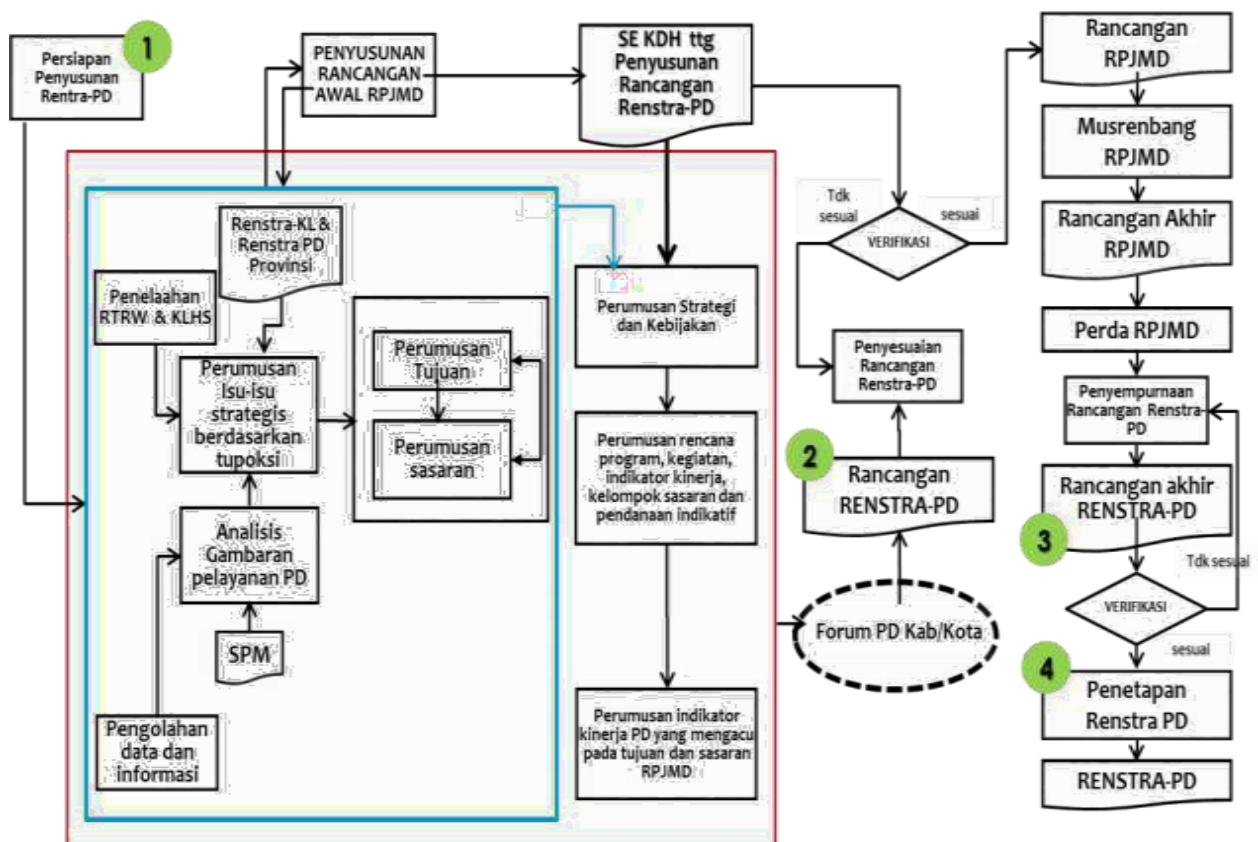 1
Persiapan
Penyusunan
Rentra-PD
PENYUSUNAN
RANCANGAN
AWAL RPJMD
SE KDH ttg
Penyusunan
Rancangan
Renstra-PD
Renstra-KL &
Renstra PD
Provinsi
Penelaahan
RTRW & KLHS
Perumusan
Isu-isu
strategis
berdasarkan
tupoksi
Perumusan
Tujuan
Perumusan
sasaran
Analisis
Gambaran
pelayanan PD
SPM
Pengolahan
data dan
informasi
Perumusan Strategi
dan Kebijakan
Perumusan rencana
program, kegiatan,
indikator kinerja,
kelompok sasaran dan
pendanaan indikatif
Perumusan indikator
kinerja PD yang mengacu
pada tujuan dan sasaran
RPJMD
Forum PD Kab/Kota
2
Rancangan
RENSTRA-PD
Penyesuaian
Rancangan
Renstra-PD
Tdk
sesuai
sesuai
VERIFIKASI
Rancangan
RPJMD
Musrenbang
RPJMD
Rancangan Akhir
RPJMD
Perda RPJMD
Penyempurnaan
Rancangan Renstra-
PD
3
Rancangan akhir
RENSTRA-PD
Tdk sesuai
VERIFIKASI
sesuai
4
Penetapan
Renstra PD
RENSTRA-PD